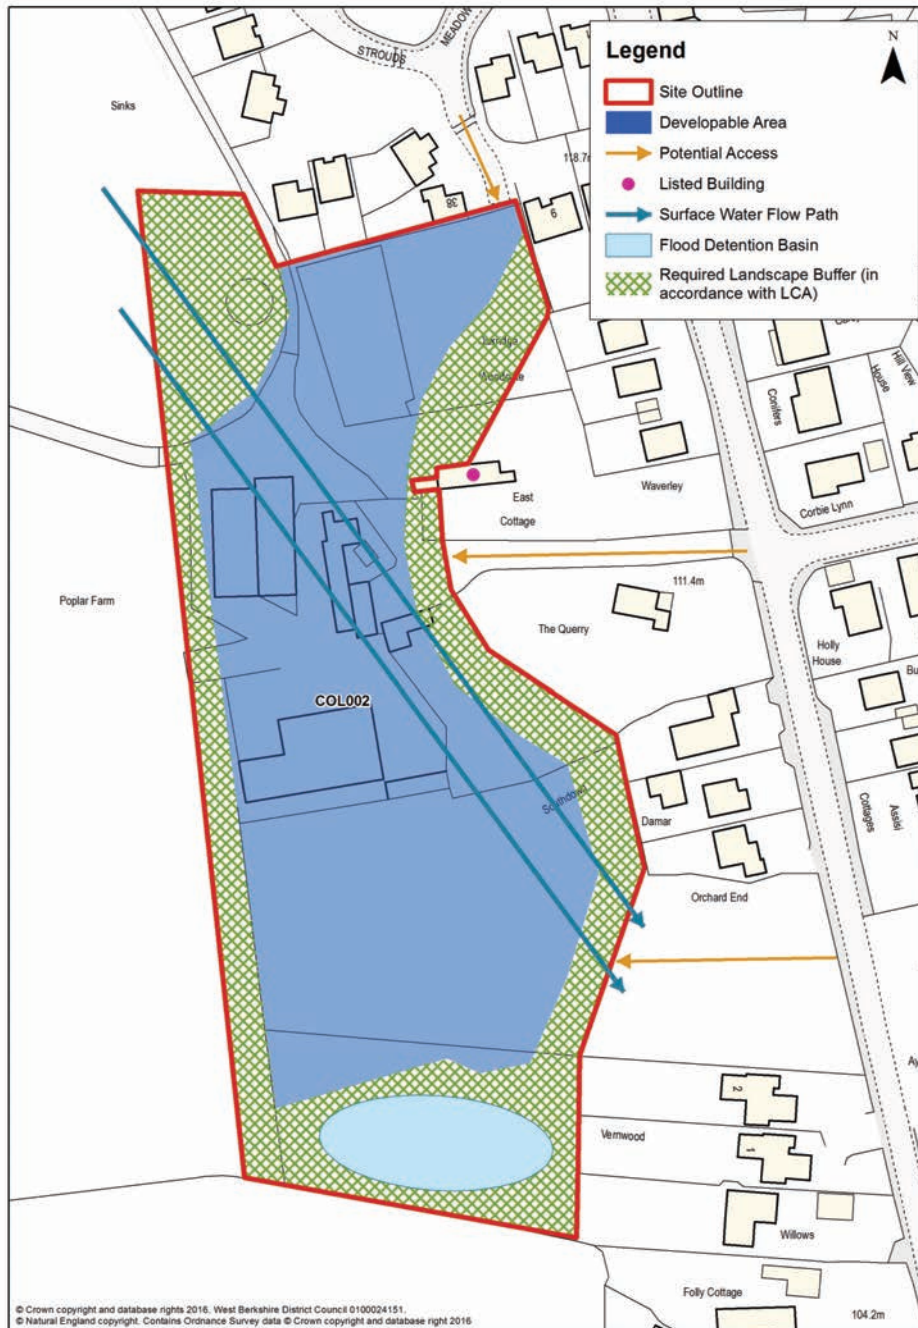 Legend
N
Site Outline
Developable Area
Potential Access
Listed Building
Surface Water Flow Path
Flood Detention Basin
Required Landscape Buffer (in
accordance with LCA)
STROUDS
MEADOW
Sinks
118.7m
38
9
House
Hill View
Conifers
Waverley
East
Cottage
Corbie Lynn
111.4m
Poplar Farm
The Querry
Holly
House
COL002
Southdown
Damar
Cottages
Assisi
Orchard End
2
Vernwood
1
Willows
Folly Cottage
104.2m
© Crown copyright and database rights 2016. West Berkshire District Council 0100024151.
© Natural England copyright. Contains Ordnance Survey data © Crown copyright and database right 2016